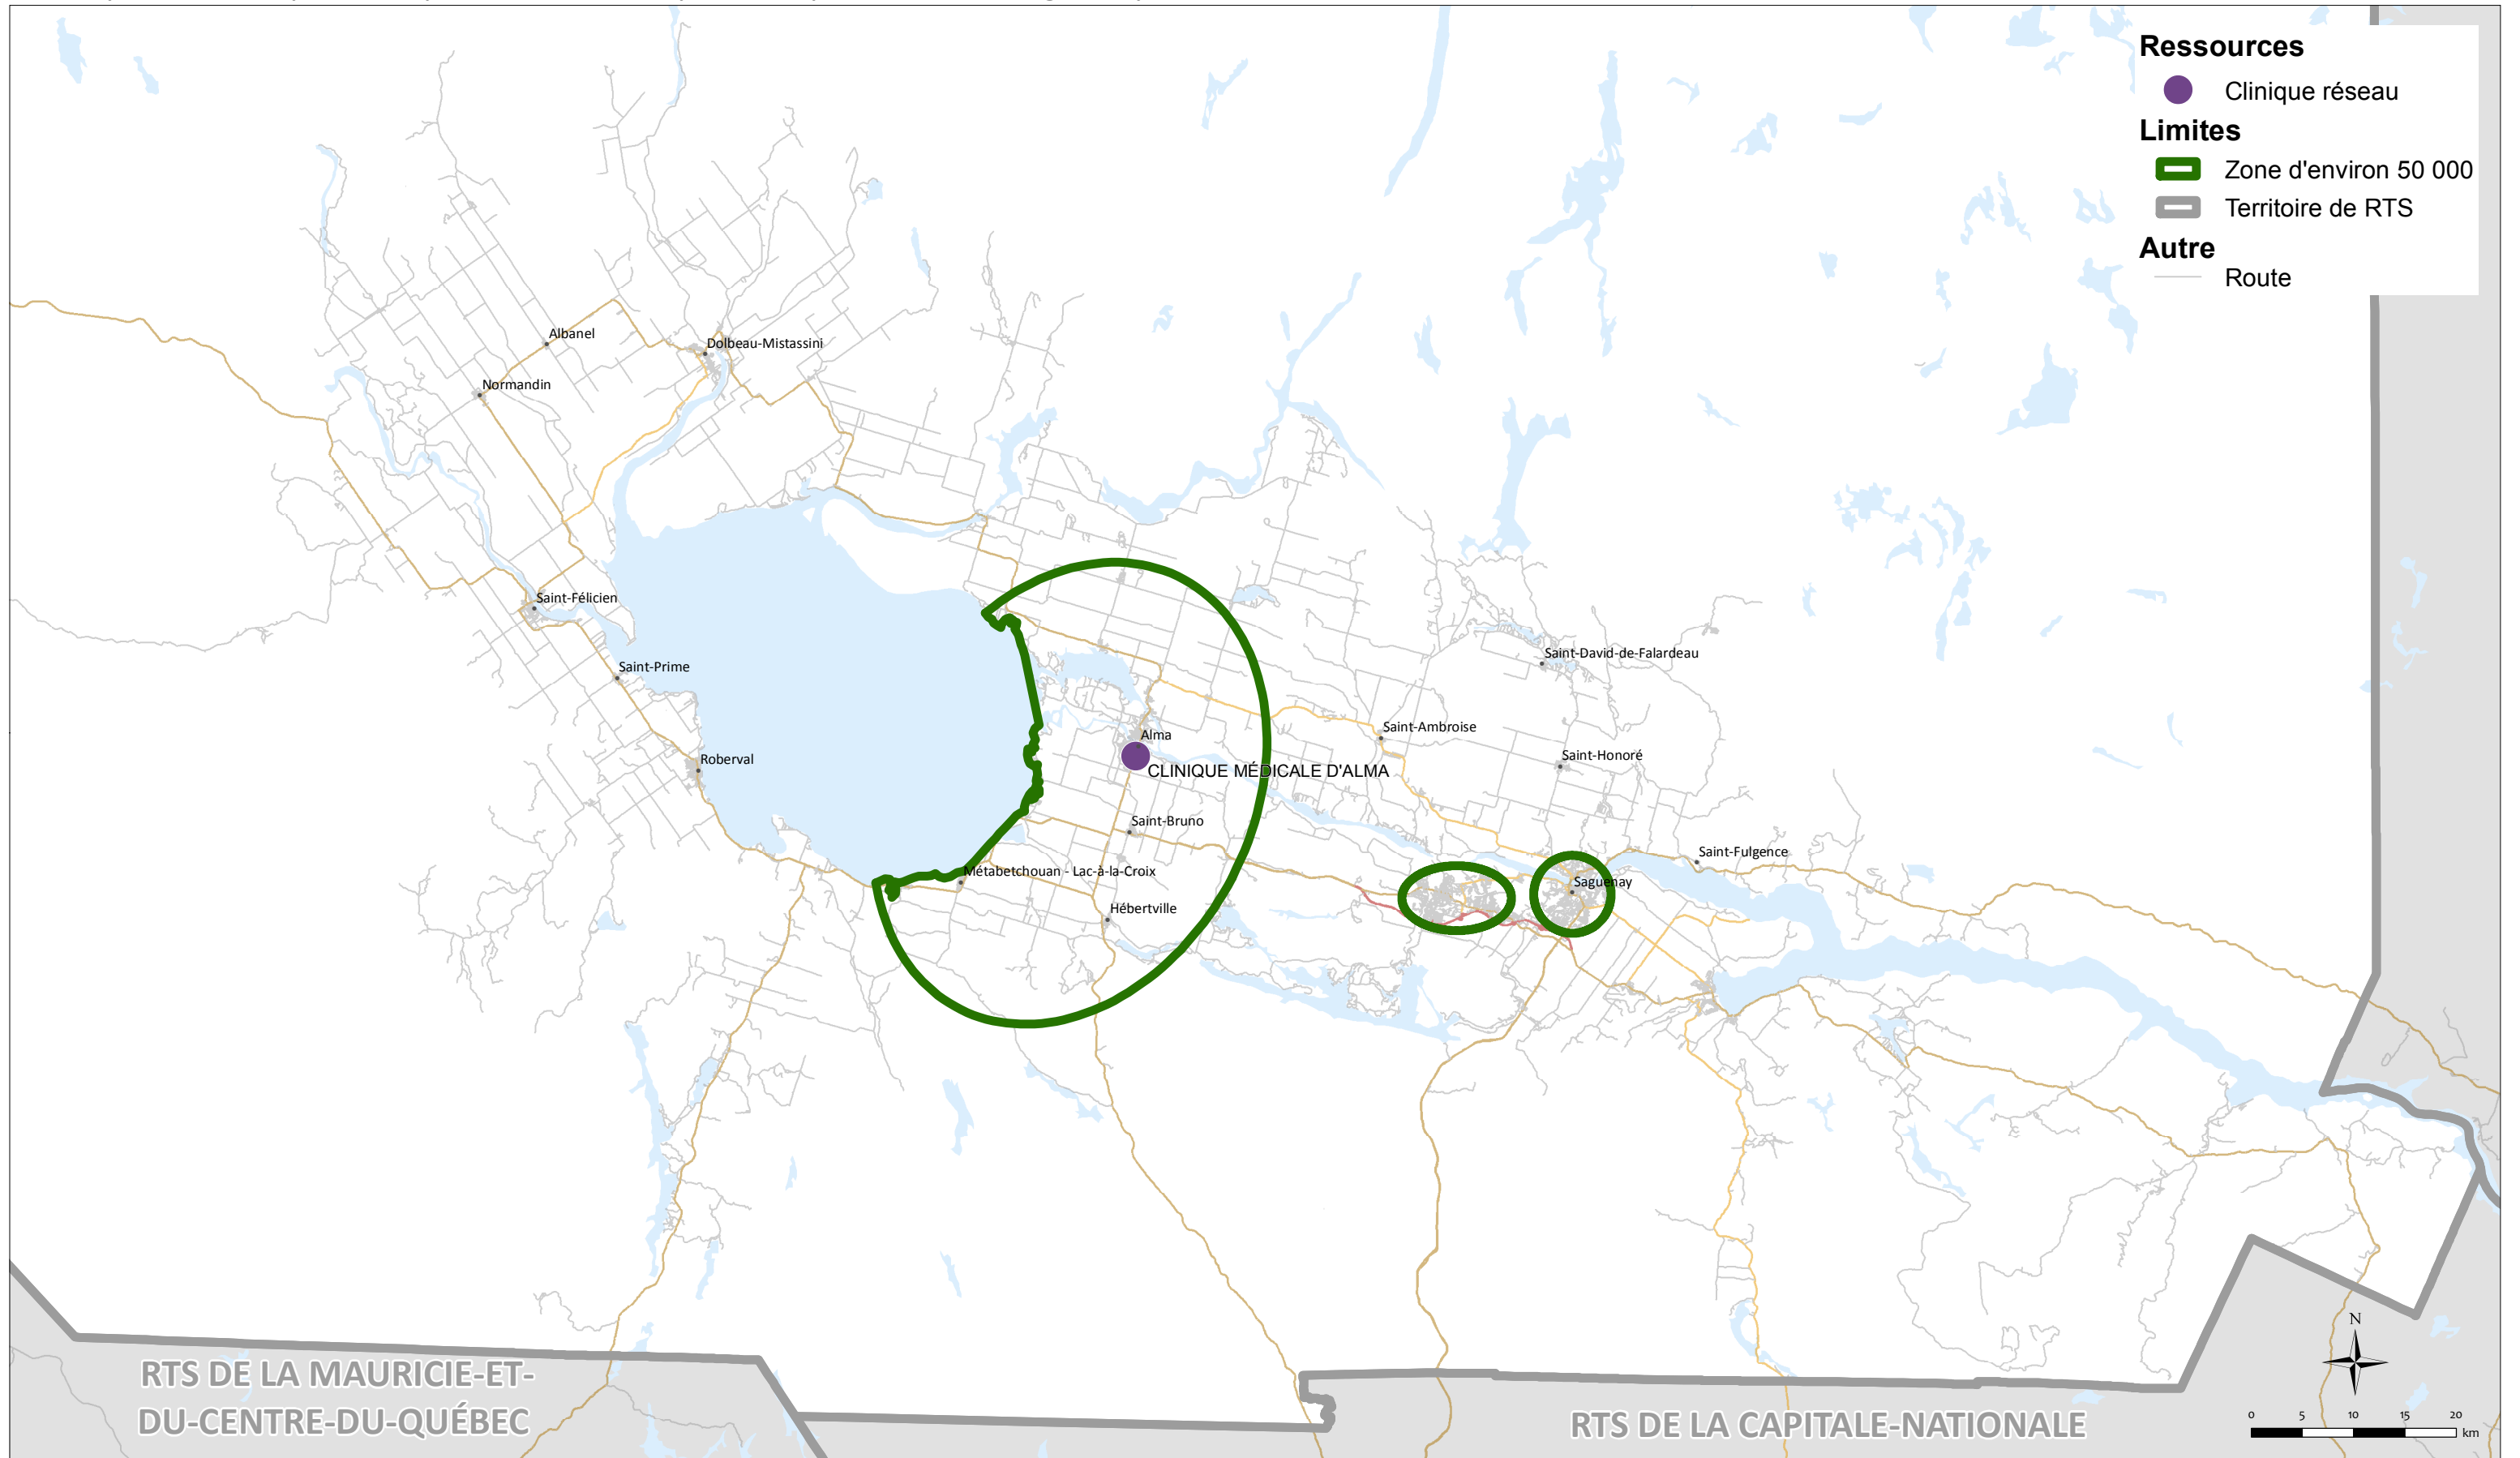 Ressources
Clinique réseau
Limites
Zone d'environ 50 000
Territoire de RTS
Autre
Route
Albanel
Dolbeau-Mistassini
Normandin
Saint-Félicien
Saint-Prime
Saint-David-de-Falardeau
Saint-Ambroise
Alma
Roberval
Saint-Honoré
CLINIQUE MÉDICALE D'ALMA
Saint-Bruno
Saint-Fulgence
Métabetchouan - Lac-à-la-Croix
Saguenay
Hébertville
N
RTS DE LA MAURICIE-ET-
DU-CENTRE-DU-QUÉBEC
RTS DE LA CAPITALE-NATIONALE
0 5 10 15 20
km